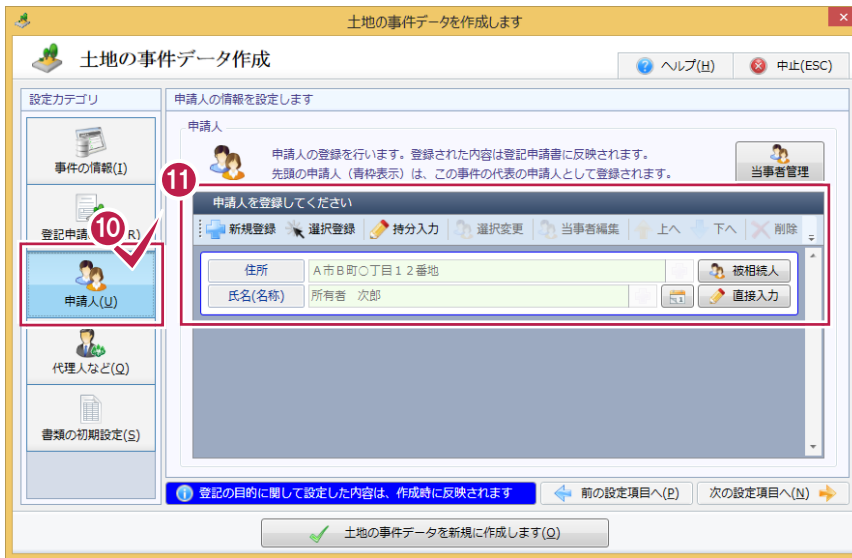 土地の事件データを作成します
土地の事件データ作成
ヘルプ(H)
中止(ESC)
設定カテゴリ
事件の情報(I)
登記申請
R)
⑩
申請人(U)
代理人など(Q)
書類の初期設定(S)
申請人の情報を設定します
申請人
申請人の登録を行います。登録された内容は登記申請書に反映されます。
先頭の申請人（青枠表示）は、この事件の代表の申請人として登録されます。
当事者管理
⑪
申請人を登録してください
新規登録 選択登録 持分入力 選択変更 当事者編集 上へ 下へ 削除
住所 A市B町○丁目12番地 被相続人
氏名(名称) 所有者 次郎 直接入力
登記の目的に関して設定した内容は、作成時に反映されます
前の設定項目へ(P)
次の設定項目へ(N)
土地の事件データを新規に作成します(O)